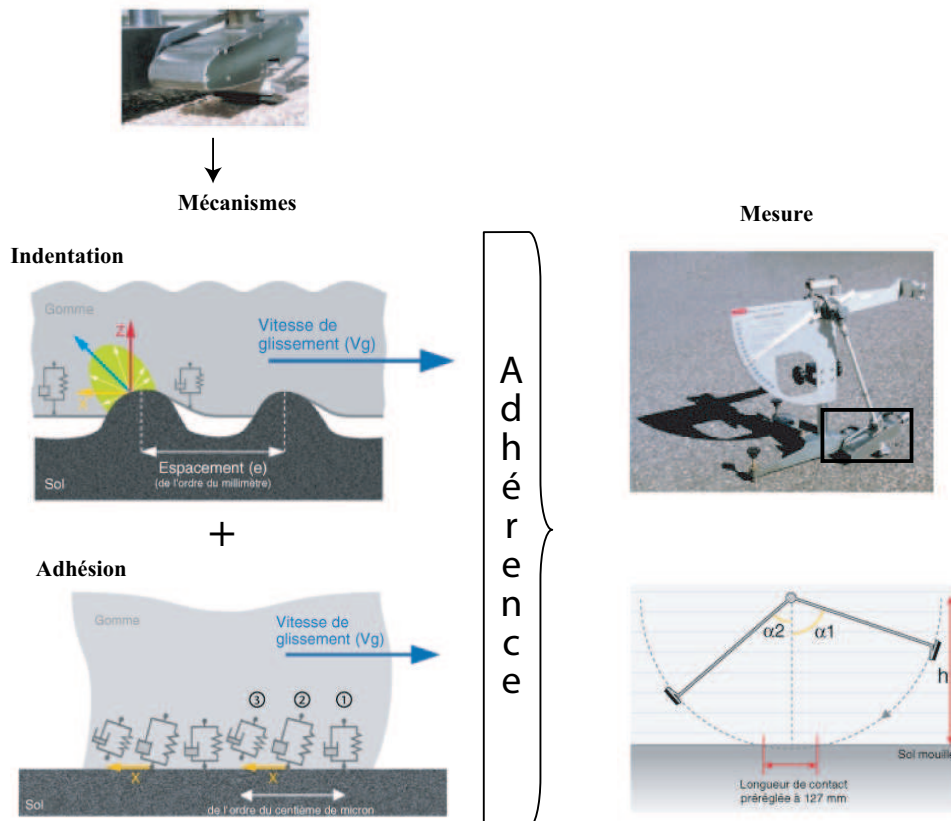 Mécanismes
Indentation
Gomme
Vitesse de
glissement (Vg)
Z
X
Espacement (e)
(de l'ordre du millimètre)
Sol
+
Adhésion
Gomme
Vitesse de
glissement (Vg)
3
2
1
X
X
Sol
de l'ordre du centième de micron
Adhérence
Mesure
α2
α1
h
Sol mouillé
Longueur de contact
préréglée à 127 mm